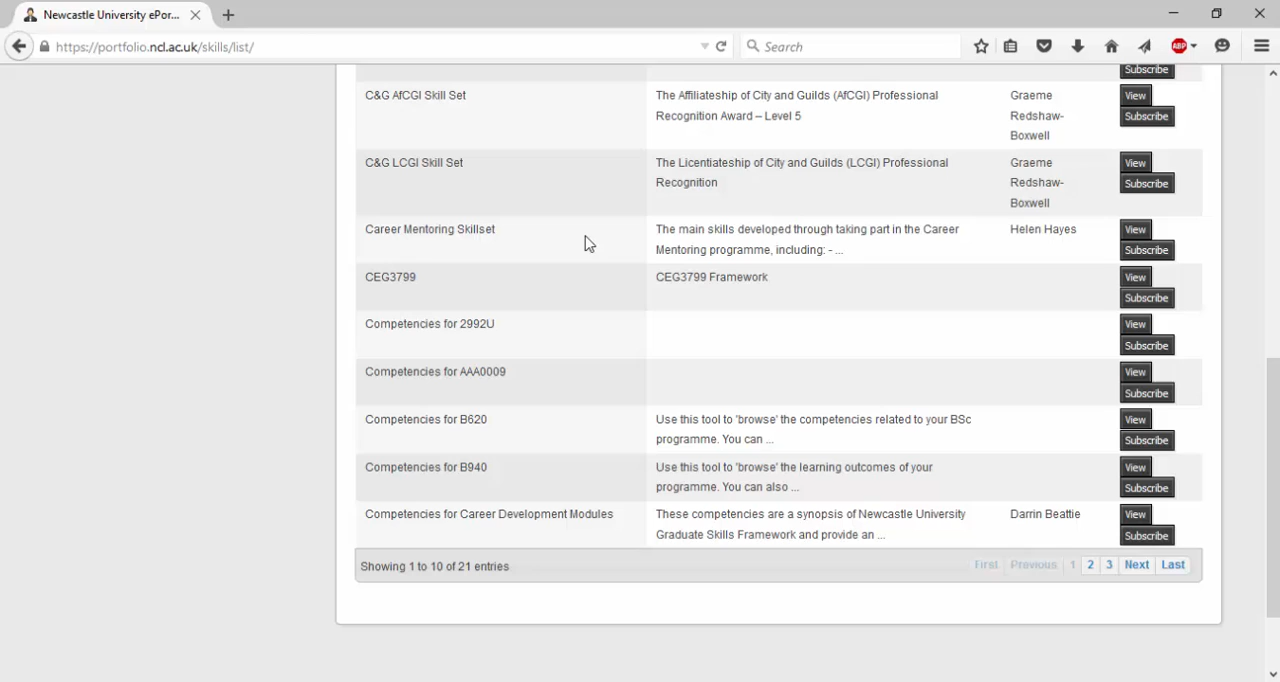 Newcastle University ePor...
https://portfolio.ncl.ac.uk/skills/list/
Search
ABP
Subscribe
C&G AfCGI Skill Set
The Affiliateship of City and Guilds (AfCGI) Professional
Recognition Award – Level 5
Graeme
Redshaw-
Boxwell
View
Subscribe
C&G LCGI Skill Set
The Licentiateship of City and Guilds (LCGI) Professional
Recognition
Graeme
Redshaw-
Boxwell
View
Subscribe
Career Mentoring Skillset
The main skills developed through taking part in the Career
Mentoring programme, including: - ...
Helen Hayes
View
Subscribe
CEG3799
CEG3799 Framework
View
Subscribe
Competencies for 2992U
View
Subscribe
Competencies for AAA0009
View
Subscribe
Competencies for B620
Use this tool to 'browse' the competencies related to your BSc
programme. You can ...
View
Subscribe
Competencies for B940
Use this tool to 'browse' the learning outcomes of your
programme. You can also ...
View
Subscribe
Competencies for Career Development Modules
These competencies are a synopsis of Newcastle University
Graduate Skills Framework and provide an ...
Darrin Beattie
View
Subscribe
Showing 1 to 10 of 21 entries
First Previous 1 2 3 Next Last